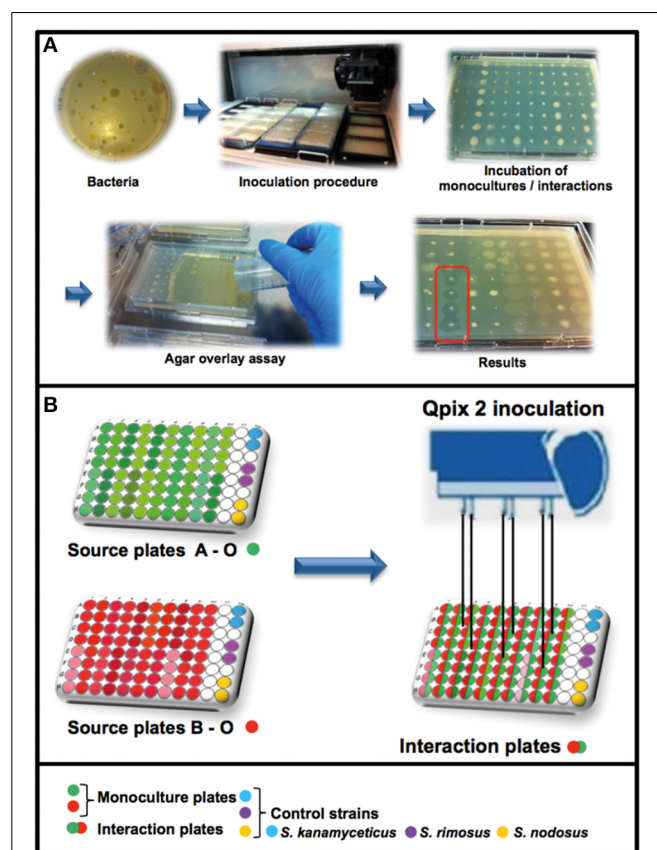 A
Bacteria
Inoculation procedure
Incubation of
monocultures / interactions
Agar overlay assay
Results
B
Qpix 2 inoculation
Source plates A - O
Source plates B - O
Interaction plates
Monoculture plates
Interaction plates
Control strains
S. kanamyceticus
S. rimosus
S. nodosus